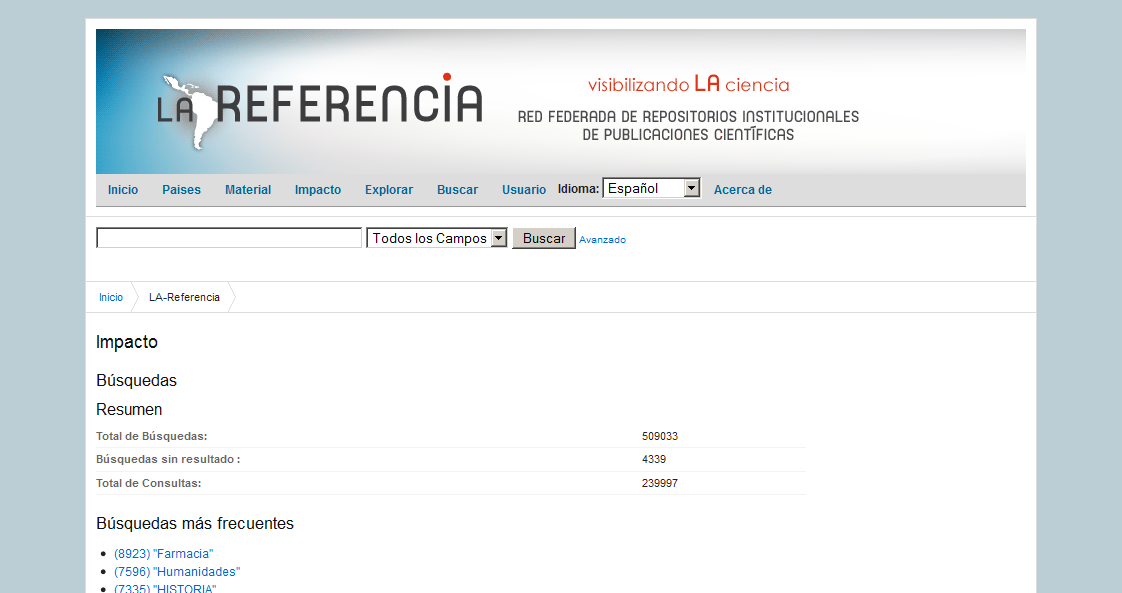 LA REFERENCIA
visibilizando LA ciencia
RED FEDERADA DE REPOSITORIOS INSTITUCIONALES
DE PUBLICACIONES CIENTÍFICAS
Inicio Paises Material Impacto Explorar Buscar Usuario Idioma: Español Acerca de
Todos los Campos Buscar Avanzado
Inicio LA-Referencia
Impacto
Búsquedas
Resumen
Total de Búsquedas: 509033
Búsquedas sin resultado : 4339
Total de Consultas: 239997
Búsquedas más frecuentes
(8923) "Farmacia"
(7596) "Humanidades"
(7335) "HISTORIA"